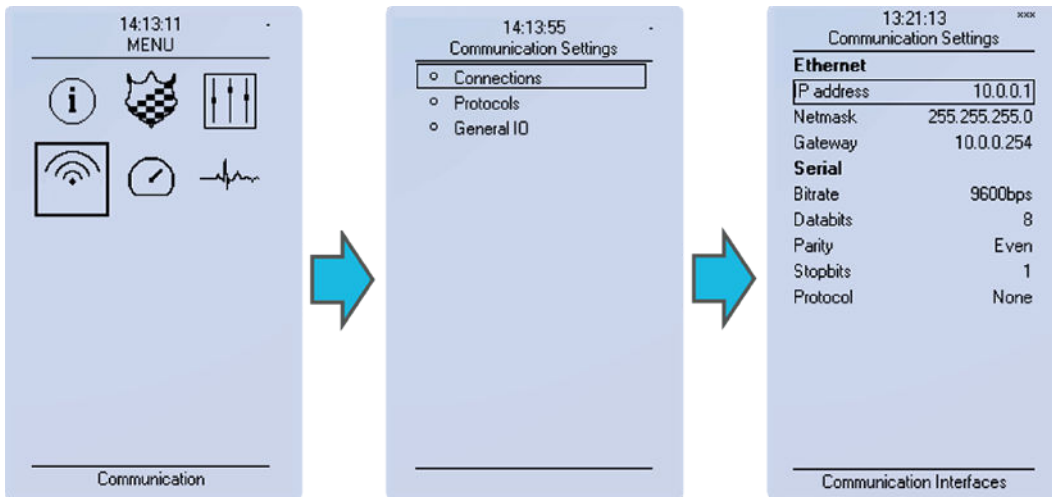 14:13:11
MENU
i
Communication
14:13:55
Communication Settings
Connections
Protocols
General IO
13:21:13 xxx
Communication Settings
Ethernet
IP address 10.0.0.1
Netmask 255.255.255.0
Gateway 10.0.0.254
Serial
Bitrate 9600bps
Databits 8
Parity Even
Stopbits 1
Protocol None
Communication Interfaces